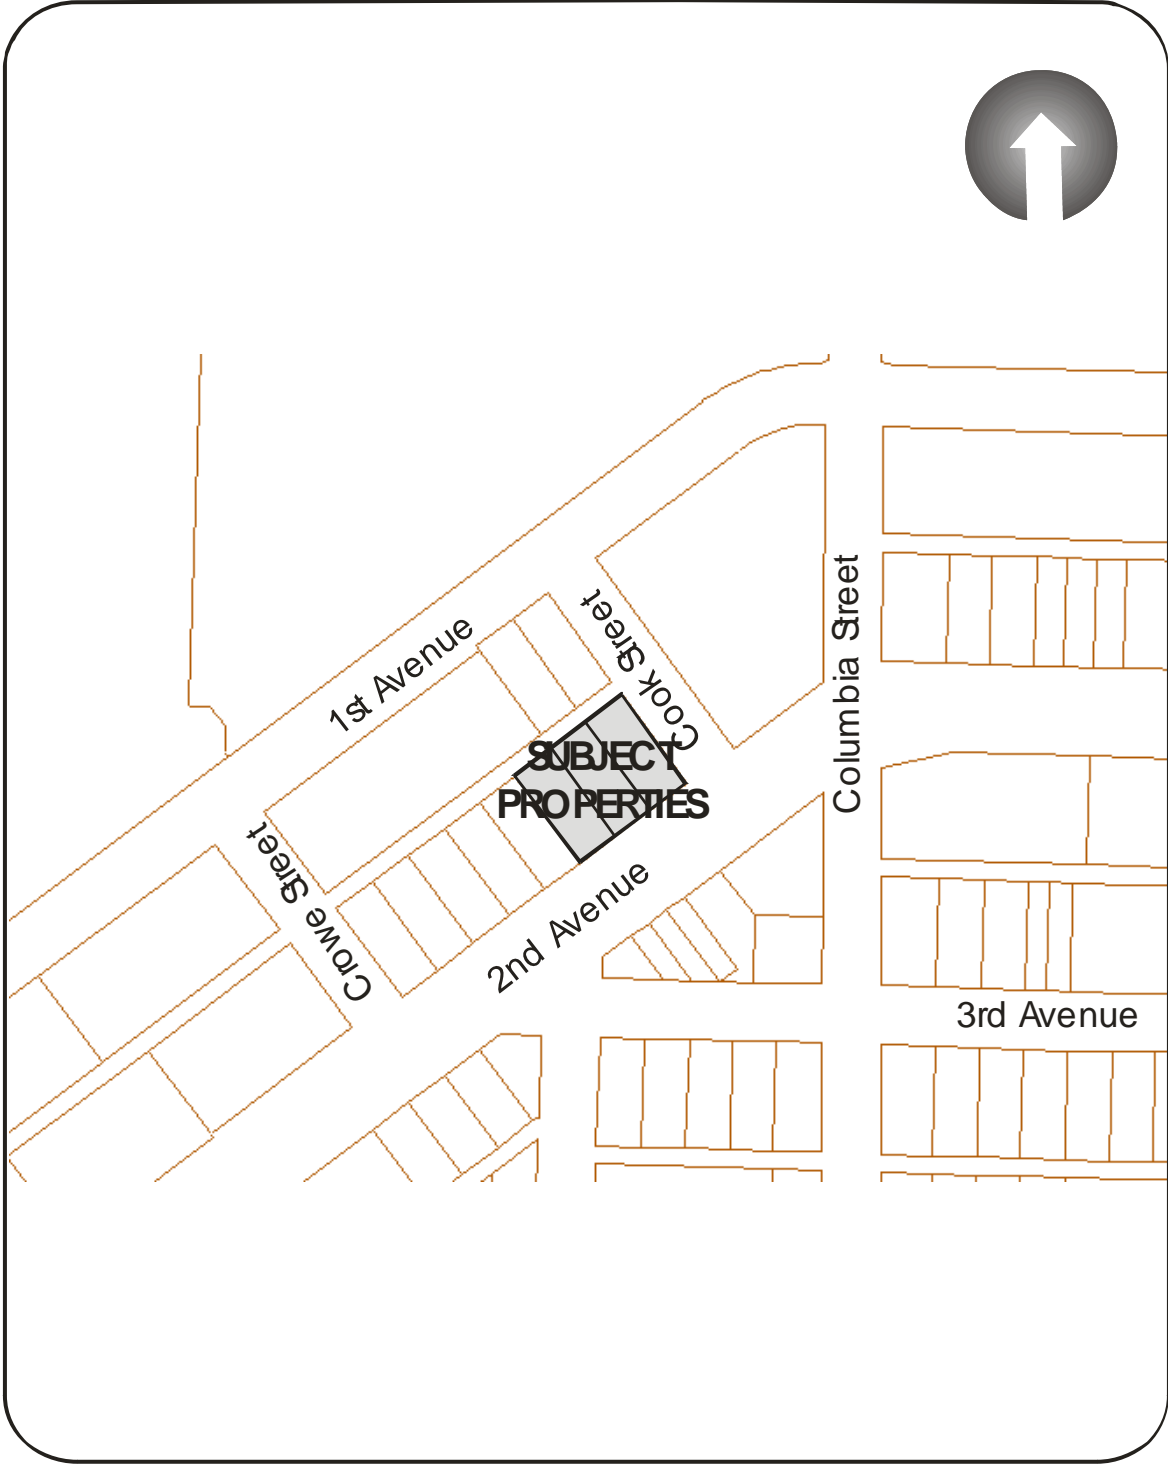 Columbia Street
Cook Street
1st Avenue
SUBJECT
PROPERTIES
Crowe Street
2nd Avenue
3rd Avenue